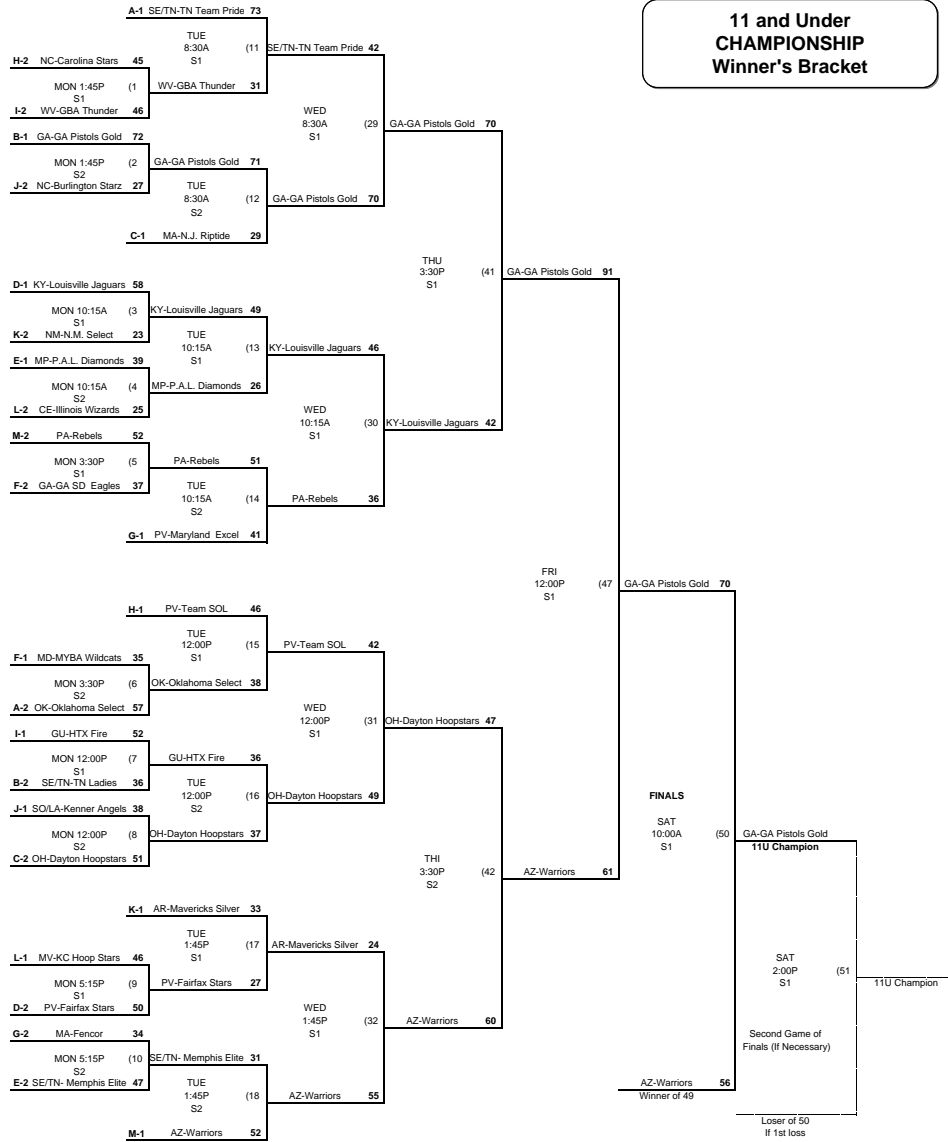 11 and Under
CHAMPIONSHIP
Winner's Bracket
A-1 SE/TN-TN Team Pride 73
TUE
8:30A (11
S1
SE/TN-TN Team Pride 42
H-2 NC-Carolina Stars 45
MON 1:45P (1
S1
WV-GBA Thunder 31
I-2 WV-GBA Thunder 46
WED
8:30A (29
S1
GA-GA Pistols Gold 70
B-1 GA-GA Pistols Gold 72
MON 1:45P (2
S2
GA-GA Pistols Gold 71
J-2 NC-Burlington Starz 27
TUE
8:30A (12
S2
GA-GA Pistols Gold 70
C-1 MA-N.J. Riptide 29
THU
3:30P (41
S1
GA-GA Pistols Gold 91
D-1 KY-Louisville Jaguars 58
MON 10:15A (3
S1
KY-Louisville Jaguars 49
K-2 NM-N.M. Select 23
TUE
10:15A (13
S1
KY-Louisville Jaguars 46
E-1 MP-P.A.L. Diamonds 39
MON 10:15A (4
S2
MP-P.A.L. Diamonds 26
L-2 CE-Illinois Wizards 25
WED
10:15A (30
S1
KY-Louisville Jaguars 42
M-2 PA-Rebels 52
MON 3:30P (5
S1
PA-Rebels 51
F-2 GA-GA SD Eagles 37
TUE
10:15A (14
S2
PA-Rebels 36
G-1 PV-Maryland Excel 41
FRI
12:00P (47
S1
GA-GA Pistols Gold 70
H-1 PV-Team SOL 46
TUE
12:00P (15
S1
PV-Team SOL 42
F-1 MD-MYBA Wildcats 35
MON 3:30P (6
S2
OK-Oklahoma Select 38
A-2 OK-Oklahoma Select 57
WED
12:00P (31
S1
OH-Dayton Hoopstars 47
I-1 GU-HTX Fire 52
MON 12:00P (7
S1
GU-HTX Fire 36
B-2 SE/TN-TN Ladies 36
TUE
12:00P (16
S2
OH-Dayton Hoopstars 49
J-1 SO/LA-Kenner Angels 38
MON 12:00P (8
S2
OH-Dayton Hoopstars 37
C-2 OH-Dayton Hoopstars 51
FINALS
SAT
10:00A (50
S1
GA-GA Pistols Gold
11U Champion
THI
3:30P (42
S2
AZ-Warriors 61
K-1 AR-Mavericks Silver 33
TUE
1:45P (17
S1
AR-Mavericks Silver 24
L-1 MV-KC Hoop Stars 46
MON 5:15P (9
S1
PV-Fairfax Stars 27
D-2 PV-Fairfax Stars 50
WED
1:45P (32
S1
AZ-Warriors 60
G-2 MA-Fencor 34
MON 5:15P (10
S2
SE/TN- Memphis Elite 31
E-2 SE/TN- Memphis Elite 47
TUE
1:45P (18
S2
AZ-Warriors 55
M-1 AZ-Warriors 52
SAT
2:00P (51
S1
11U Champion
Second Game of
Finals (If Necessary)
AZ-Warriors 56
Winner of 49
Loser of 50
If 1st loss